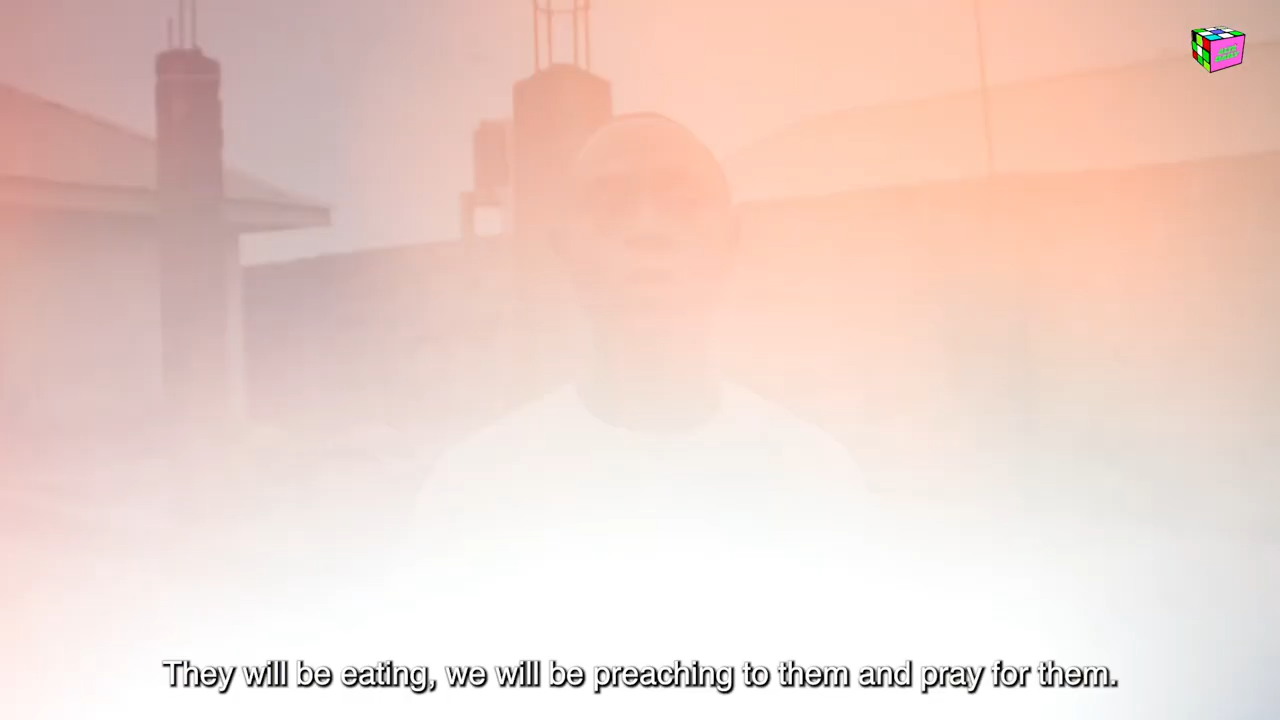 They will be eating, we will be preaching to them and pray for them.